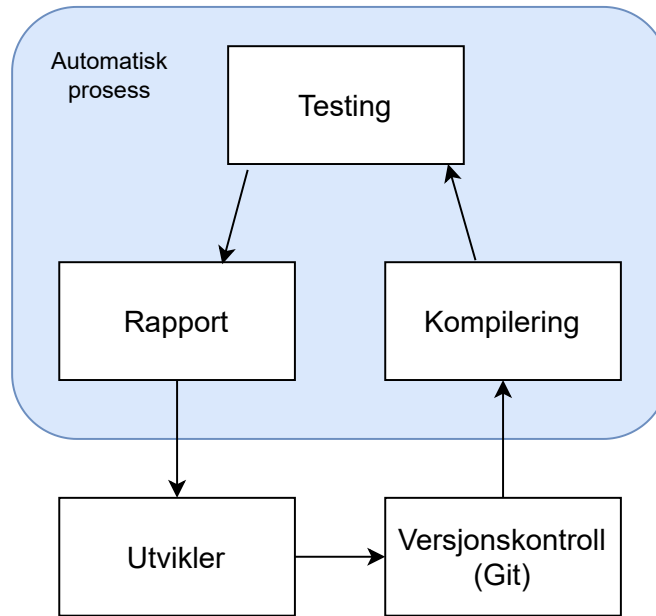 Automatisk
prosess
Testing
Rapport
Kompilering
Utvikler
Versjonskontroll
(Git)